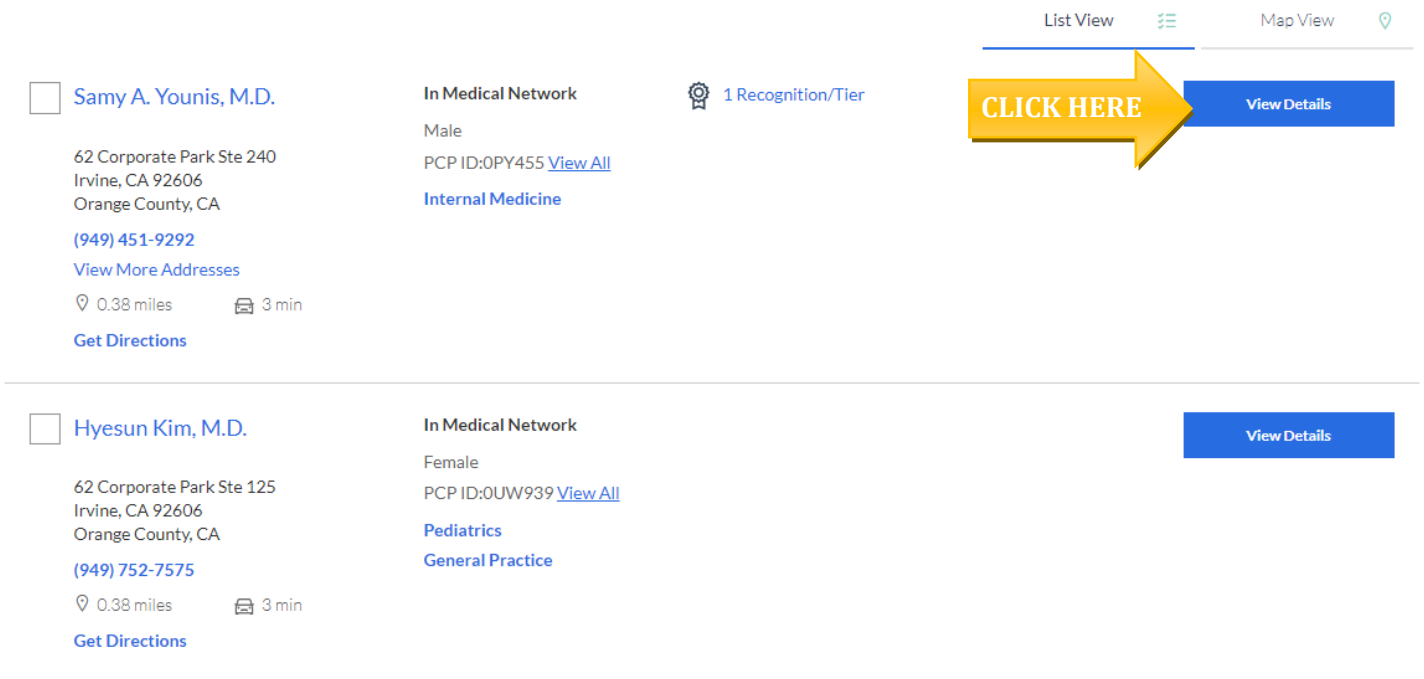 List View
Map View
Samy A. Younis, M.D.
In Medical Network
1 Recognition/Tier
CLICK HERE
View Details
Male
62 Corporate Park Ste 240
PCP ID:0PY455 View All
Irvine, CA 92606
Internal Medicine
Orange County, CA
(949) 451-9292
View More Addresses
0.38 miles
3 min
Get Directions
Hyesun Kim, M.D.
In Medical Network
View Details
Female
62 Corporate Park Ste 125
PCP ID:0UW939 View All
Irvine, CA 92606
Pediatrics
Orange County, CA
General Practice
(949) 752-7575
0.38 miles
3 min
Get Directions